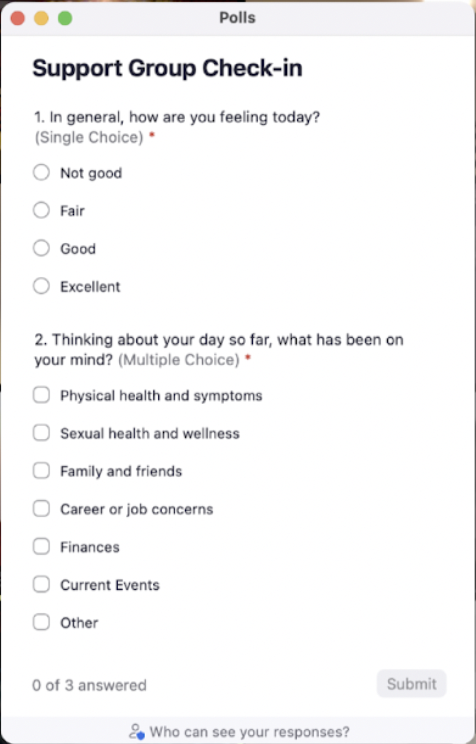 Polls
Support Group Check-in
1. In general, how are you feeling today?
(Single Choice) *
Not good
Fair
Good
Excellent
2. Thinking about your day so far, what has been on
your mind? (Multiple Choice) *
Physical health and symptoms
Sexual health and wellness
Family and friends
Career or job concerns
Finances
Current Events
Other
0 of 3 answered
Submit
Who can see your responses?